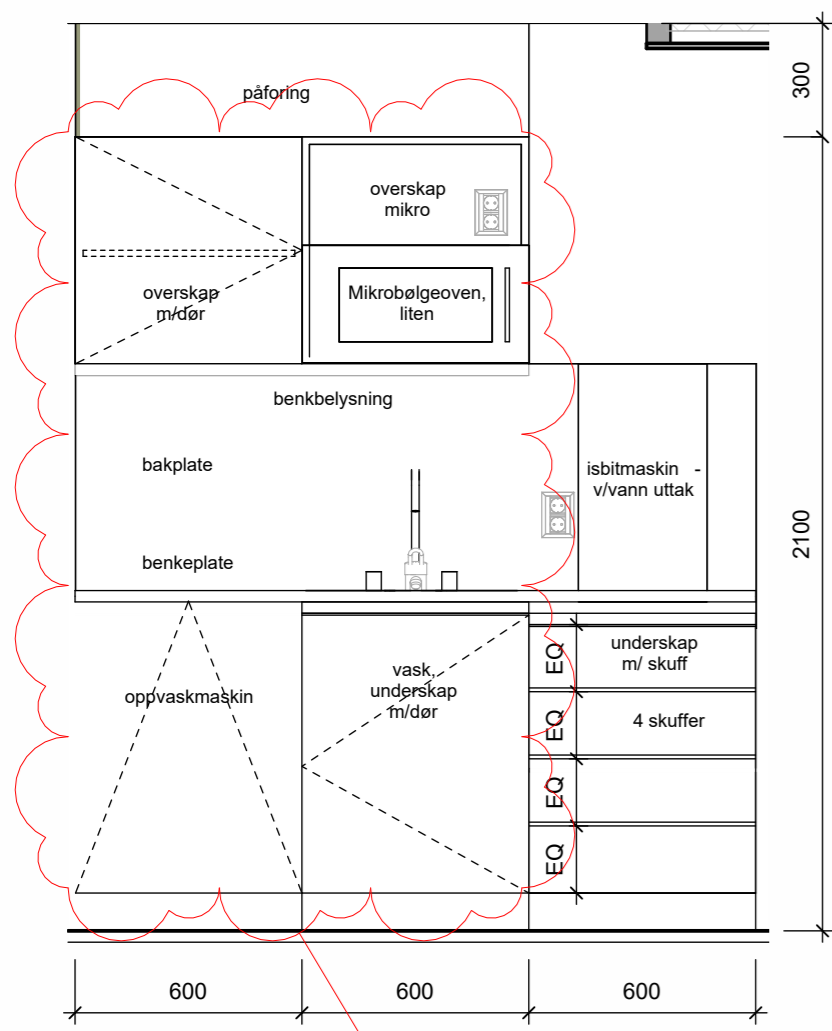 påforing
300
overskap
mikro
overskap
m/dør
Mikrobølgeoven,
liten
benkbelysning
bakplate
isbitmaskin -
v/vann uttak
2100
benkeplate
EQ
underskap
m/ skuff
oppvaskmaskin
vask,
underskap
m/dør
EQ
4 skuffer
EQ
EQ
600
600
600